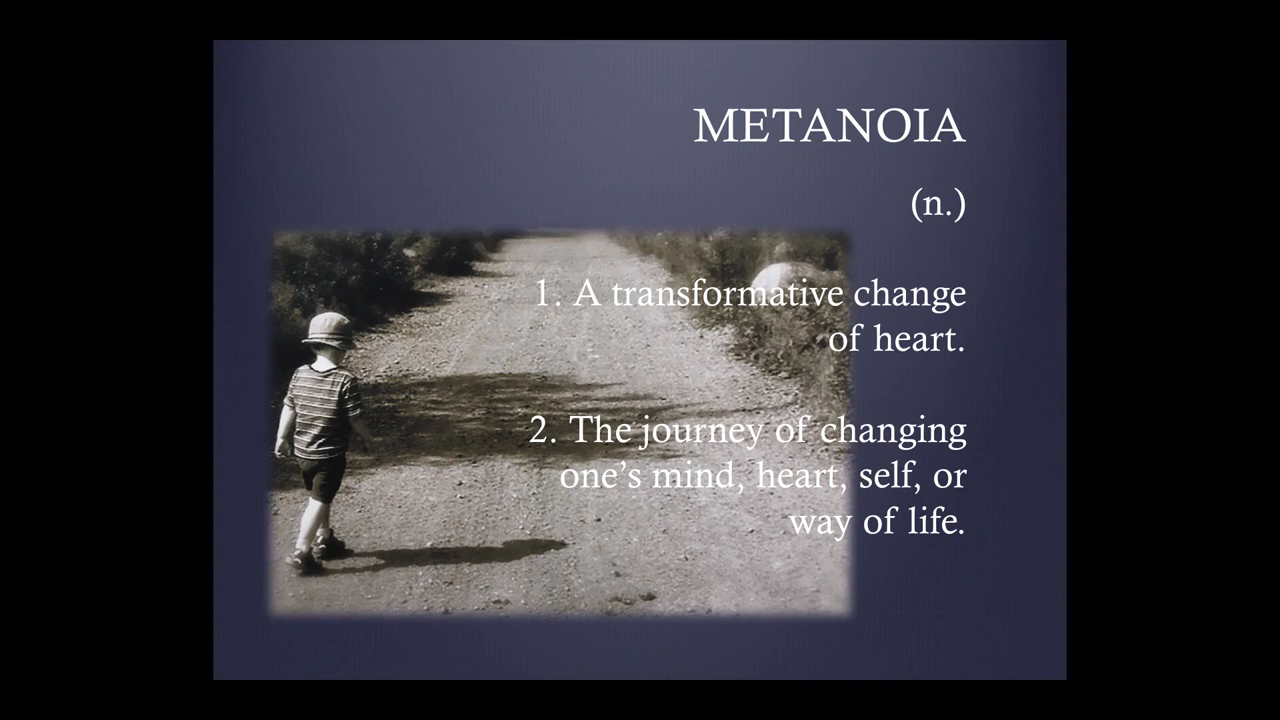 METANOIA
(n.)
1. A transformative change
of heart.
2. The journey of changing
one’s mind, heart, self, or
way of life.